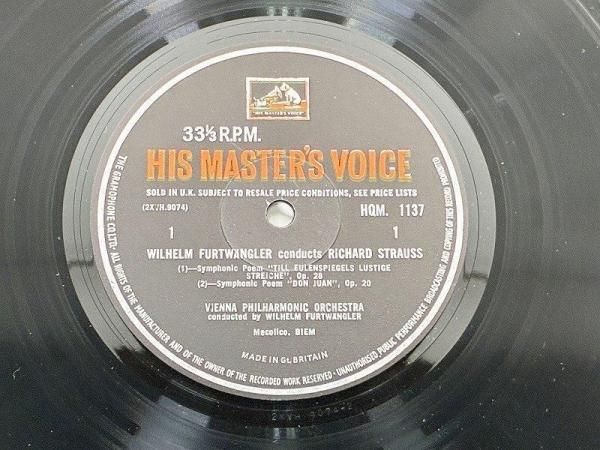 "HIS MASTER'S VOICE"
33⅓ R.P.M.
HIS MASTER'S VOICE
SOLD IN U.K. SUBJECT TO RESALE PRICE CONDITIONS, SEE PRICE LISTS
(2XVH.9074)
HQM. 1137
1
1
WILHELM FURTWANGLER conducts RICHARD STRAUSS
(1)—Symphonic Poem "TILL EULENSPIEGELS LUSTIGE
STREICHE", Op. 28
(2)—Symphonic Poem "DON JUAN", Op. 20
VIENNA PHILHARMONIC ORCHESTRA
conducted by WILHELM FURTWANGLER
Mecolico, BIEM
MADE IN Gt. BRITAIN
THE GRAMOPHONE CO. LTD.- ALL RIGHTS OF THE MANUFACTURER AND OF THE OWNER OF THE RECORDED WORK RESERVED - UNAUTHORISED PUBLIC PERFORMANCE BROADCASTING AND COPYING OF THIS RECORD PROHIBITED